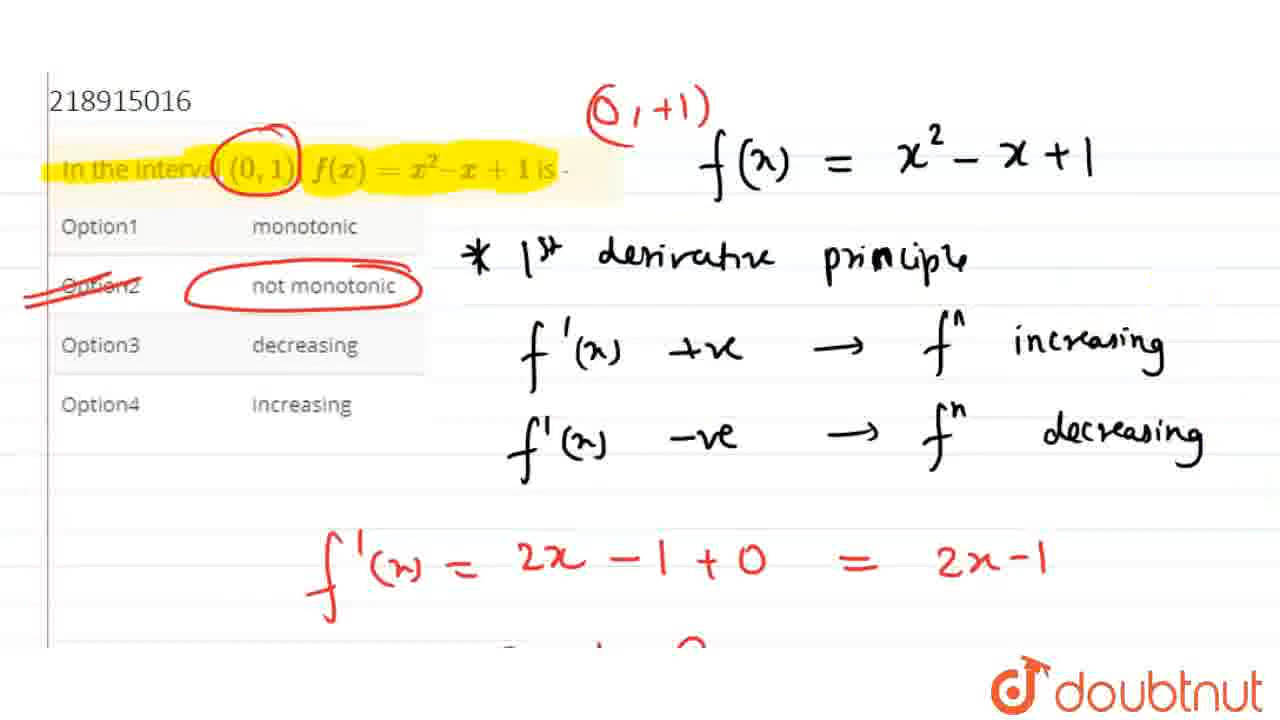 218915016
(0,+1)
In the interval (0, 1) f(x) = x²– x + 1 is -
f(x) = x² – x + 1
Option1 monotonic
* 1st derivative principle
Option2 not monotonic
f'(x) +ve → fⁿ increasing
Option3 decreasing
Option4 increasing
f'(x) -ve → fⁿ decreasing
f'(x) = 2x - 1 + 0 = 2x - 1
doubtnut